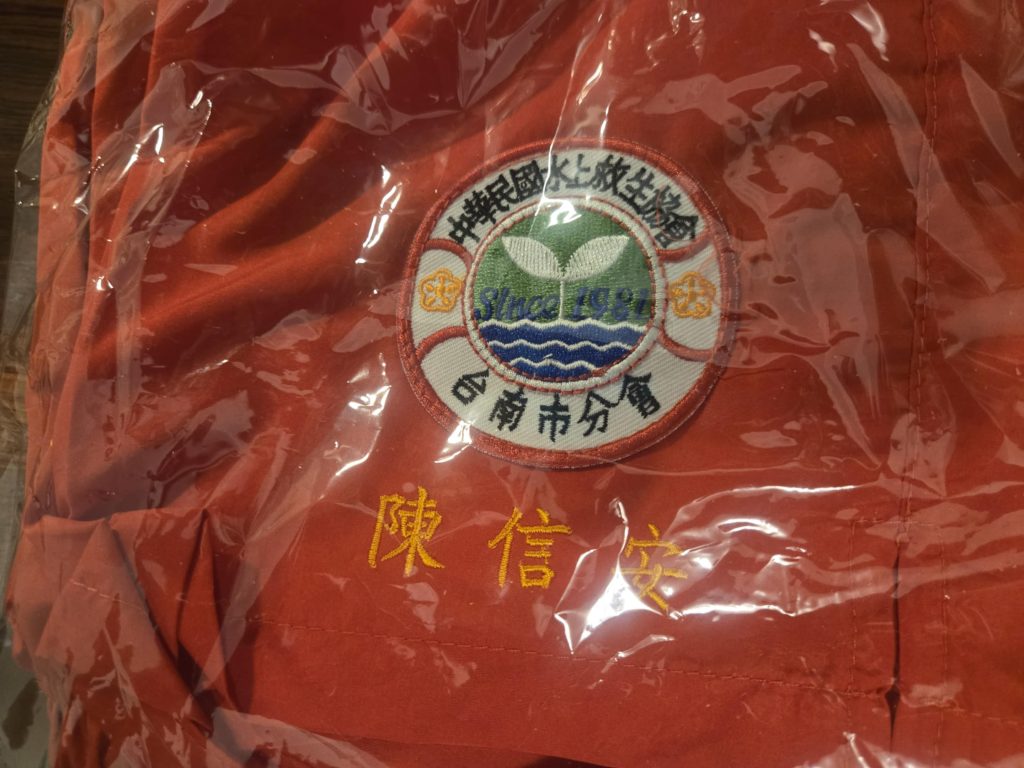 中華民國水上救生協會
Since 1981
台南市分會
陳信安